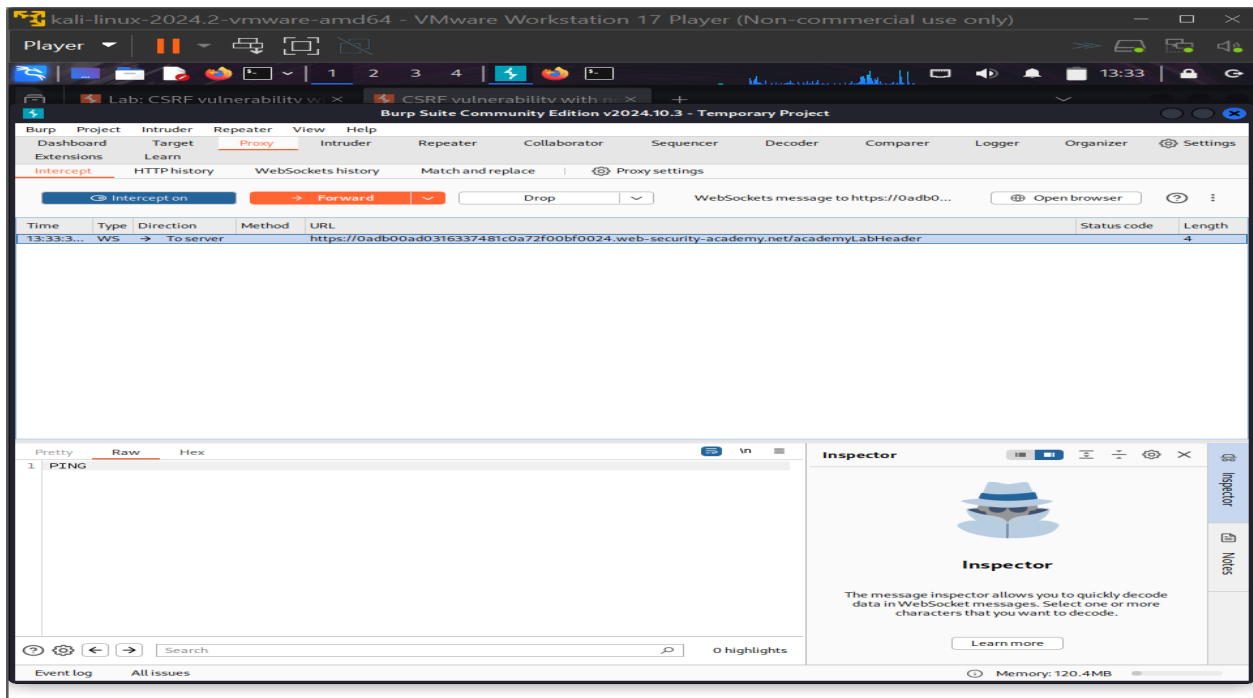 kali-linux-2024.2-vmware-amd64 - VMware Workstation 17 Player (Non-commercial use only)
Player
1 2 3 4 13:33
Lab: CSRF vulnerability w CSRF vulnerability with n
Burp Suite Community Edition v2024.10.3 - Temporary Project
Burp Project Intruder Repeater View Help
Dashboard Target Proxy Intruder Repeater Collaborator Sequencer Decoder Comparer Logger Organizer Settings
Extensions Learn
Intercept HTTP history WebSockets history Match and replace Proxy settings
Intercept on Forward Drop WebSockets message to https://0adb0... Open browser
Time Type Direction Method URL Status code Length
13:33:3... WS → To server https://0adb00ad0316337481c0a72f00bf0024.web-security-academy.net/academyLabHeader 4
Pretty Raw Hex \n
Inspector
1 PING
Inspector
Notes
Inspector
The message inspector allows you to quickly decode
data in WebSocket messages. Select one or more
characters that you want to decode.
Learn more
Search 0 highlights
Event log All issues Memory: 120.4MB